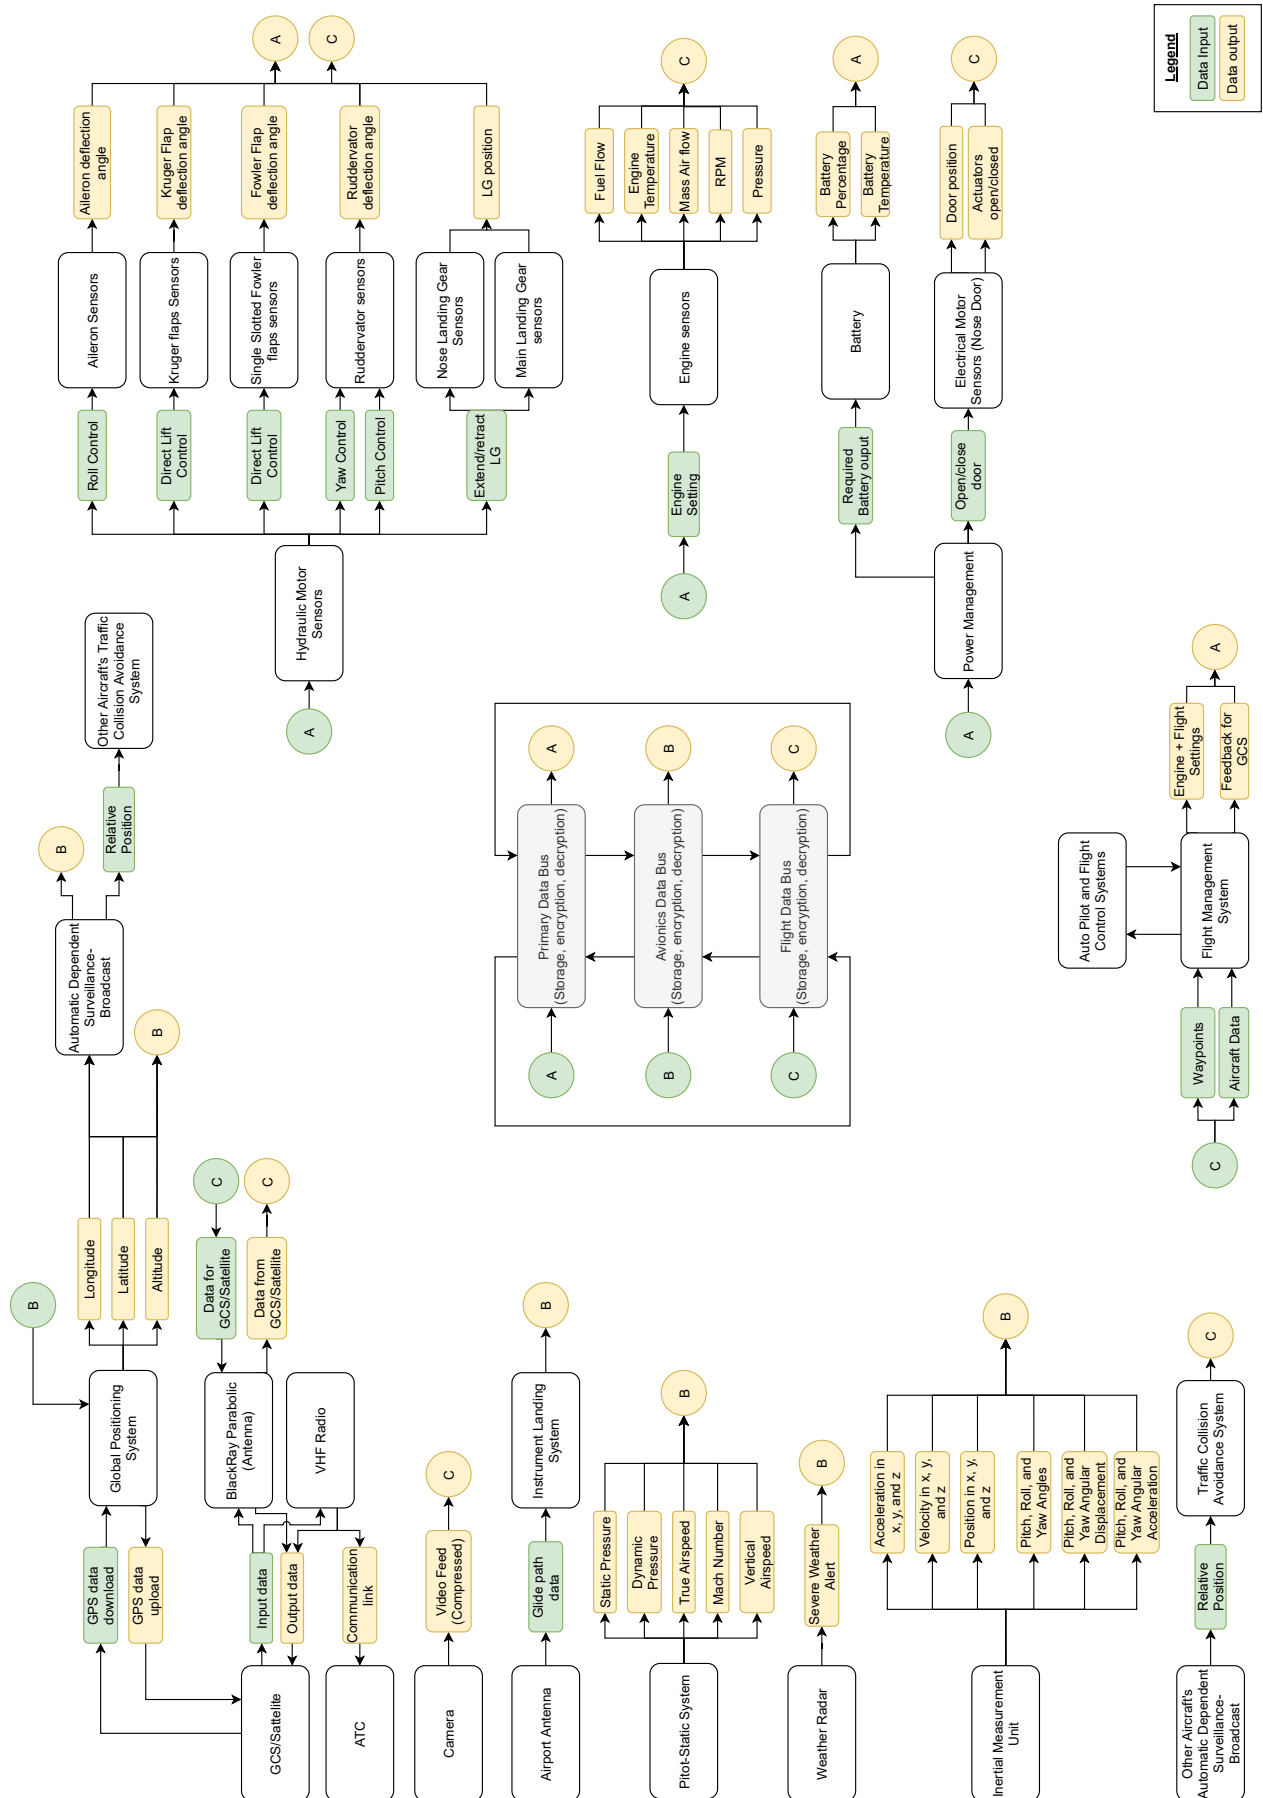 GCS/Sattelite
ATC
GPS data
download
GPS data
upload
Input data
Output data
Communication
link
Global Positioning
System
B
BlackRay Parabolic
(Antenna)
VHF Radio
Longitude
Latitude
Altitude
Data for
GCS/Satellite
Data from
GCS/Satellite
C
C
Automatic Dependent
Surveillance-
Broadcast
B
B
Relative
Position
Other Aircraft's Traffic
Collision Avoidance
System
Camera
Video Feed
(Compressed)
C
Airport Antenna
Glide path
data
Instrument Landing
System
B
Pitot-Static System
Static Pressure
Dynamic
Pressure
True Airspeed
Mach Number
Vertical
Airspeed
B
Weather Radar
Severe Weather
Alert
B
Inertial Measurement
Unit
Acceleration in
x, y, and z
Velocity in x, y,
and z
Position in x, y,
and z
Pitch, Roll, and
Yaw Angles
Pitch, Roll, and
Yaw Angular
Displacement
Pitch, Roll, and
Yaw Angular
Acceleration
B
Other Aircraft's
Automatic Dependent
Surveillance-
Broadcast
Relative
Position
Traffic Collision
Avoidance System
C
A
Primary Data Bus
(Storage, encryption, decryption)
A
B
Avionics Data Bus
(Storage, encryption, decryption)
B
C
Flight Data Bus
(Storage, encryption, decryption)
C
C
Waypoints
Aircraft Data
Auto Pilot and Flight
Control Systems
Flight Management
System
Engine + Flight
Settings
Feedback for
GCS
A
A
Hydraulic Motor
Sensors
Roll Control
Direct Lift
Control
Direct Lift
Control
Yaw Control
Pitch Control
Extend/retract
LG
Aileron Sensors
Kruger flaps Sensors
Single Slotted Fowler
flaps sensors
Ruddervator sensors
Nose Landing Gear
Sensors
Main Landing Gear
sensors
Aileron deflection
angle
Kruger Flap
deflection angle
Fowler Flap
deflection angle
Ruddervator
deflection angle
LG position
A
C
A
Engine
Setting
Engine sensors
Fuel Flow
Engine
Temperature
Mass Air flow
RPM
Pressure
C
A
Power Management
Required
Battery ouput
Open/close
door
Battery
Electrical Motor
Sensors (Nose Door)
Battery
Percentage
Battery
Temperature
Door position
Actuators
open/closed
A
C
Legend
Data Input
Data output